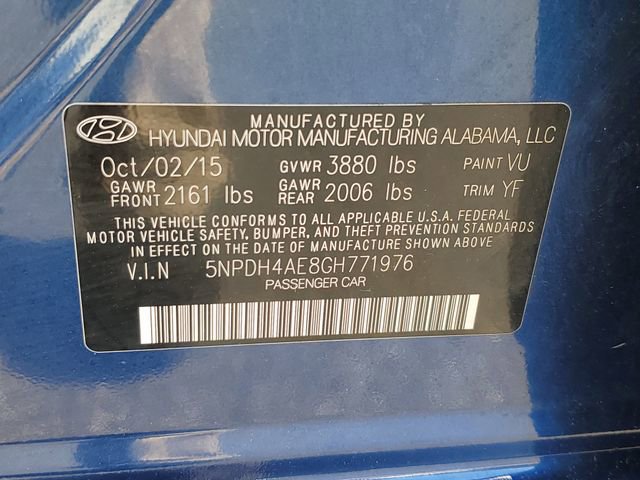 MANUFACTURED BY
HYUNDAI MOTOR MANUFACTURING ALABAMA, LLC
Oct/02/15 GVWR 3880 lbs PAINT VU
GAWR FRONT 2161 lbs GAWR REAR 2006 lbs TRIM YF
THIS VEHICLE CONFORMS TO ALL APPLICABLE U.S.A. FEDERAL
MOTOR VEHICLE SAFETY, BUMPER, AND THEFT PREVENTION STANDARDS
IN EFFECT ON THE DATE OF MANUFACTURE SHOWN ABOVE
V.I.N 5NPDH4AE8GH771976
PASSENGER CAR